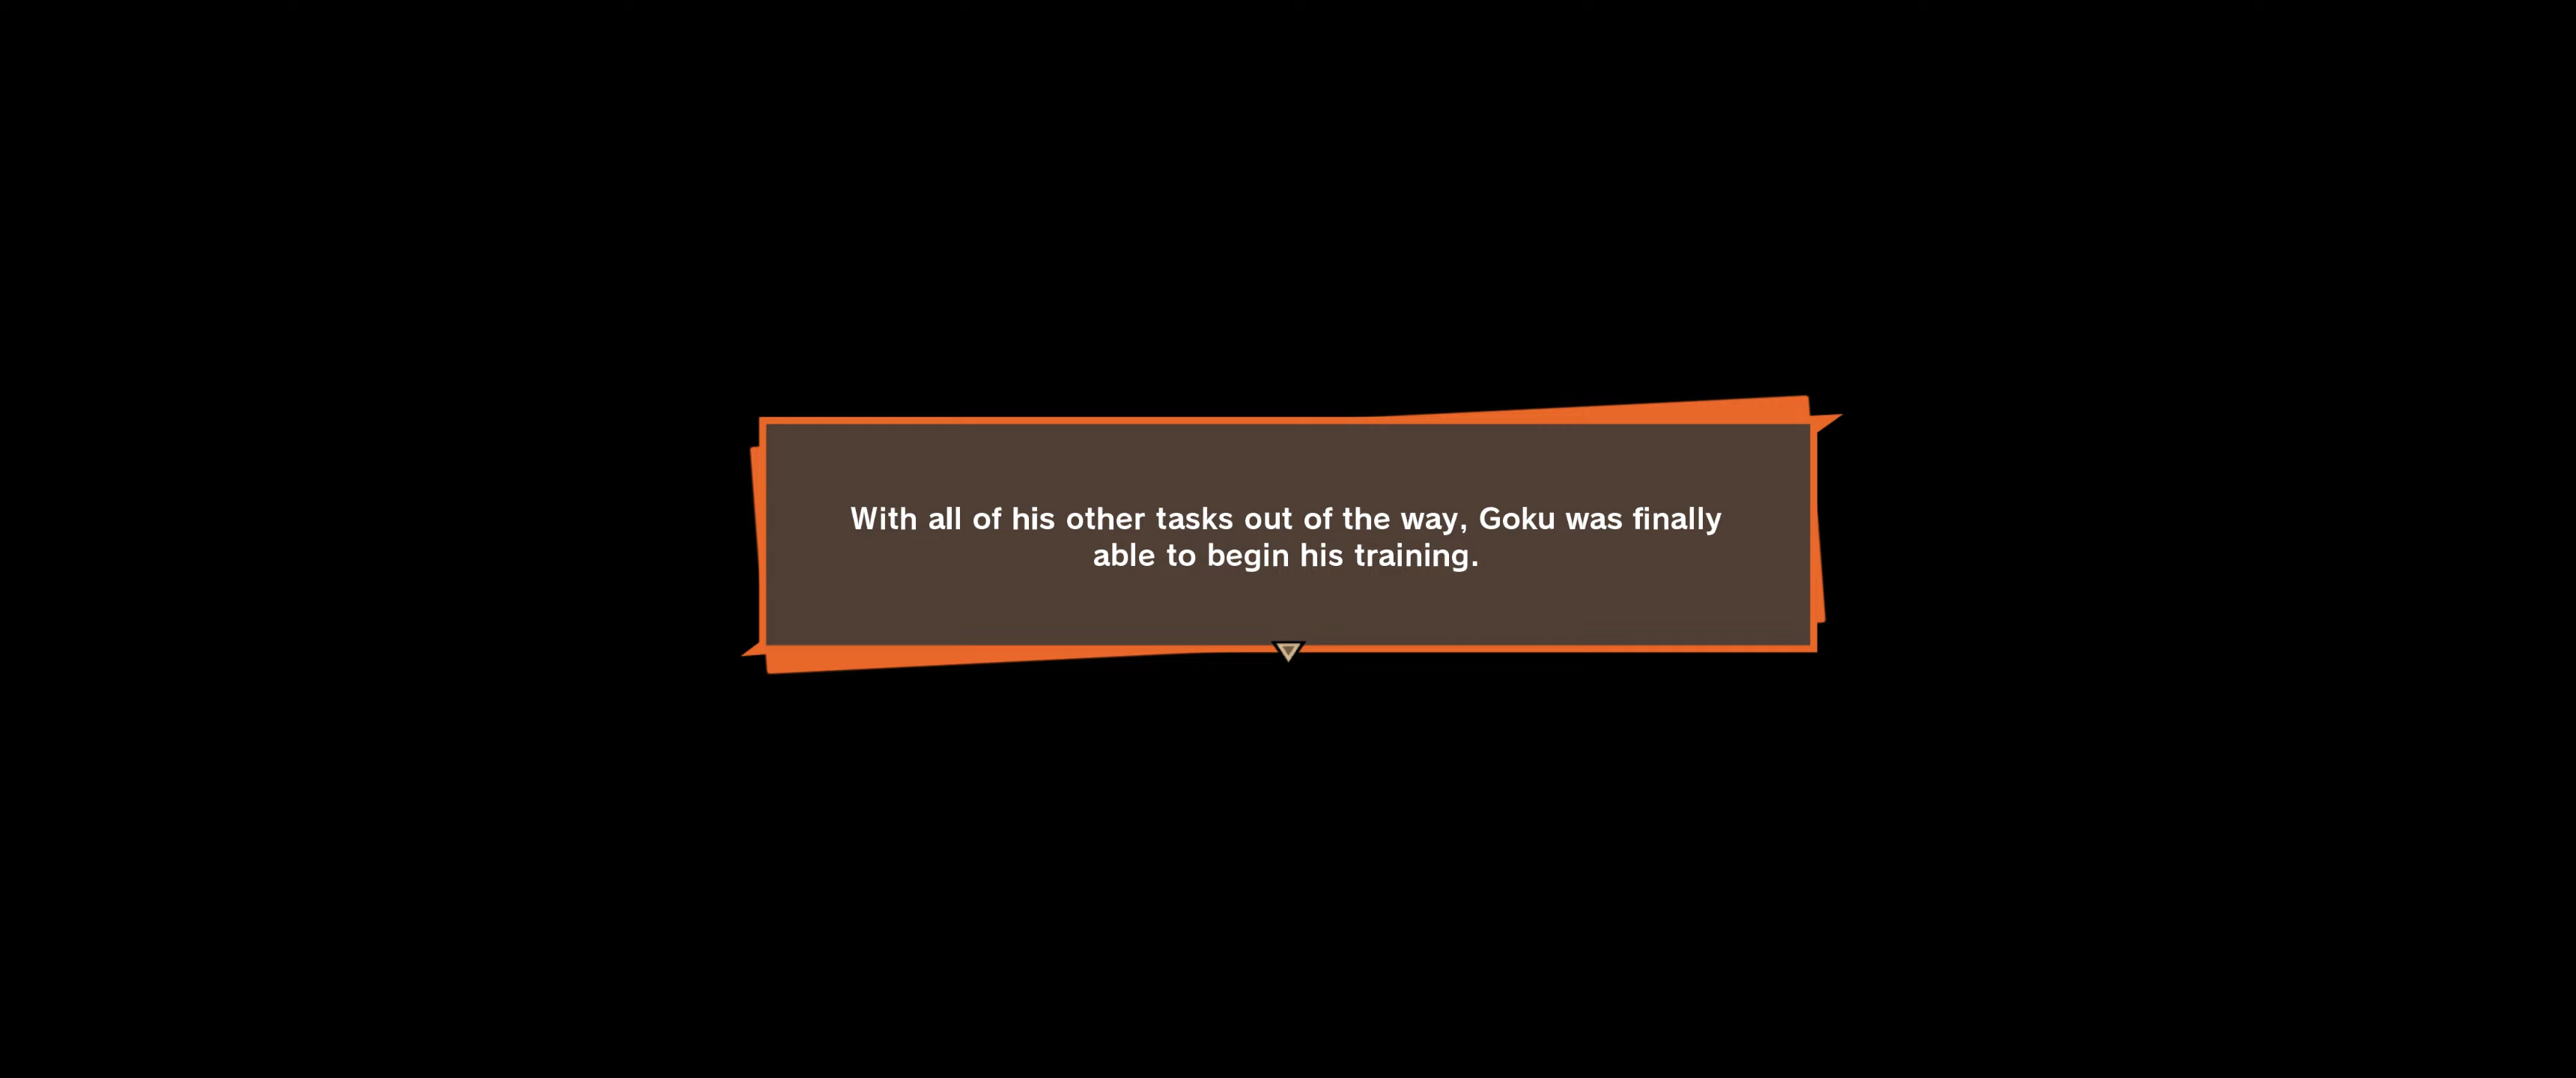 With all of his other tasks out of the way, Goku was finally
able to begin his training.